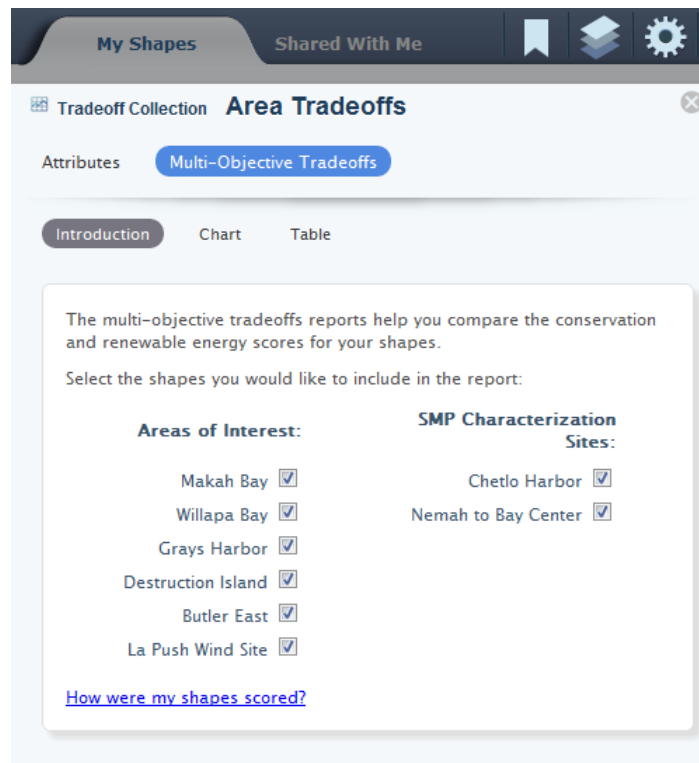 My Shapes
Shared With Me
Tradeoff Collection Area Tradeoffs
Attributes
Multi-Objective Tradeoffs
Introduction
Chart
Table
The multi-objective tradeoffs reports help you compare the conservation
and renewable energy scores for your shapes.
Select the shapes you would like to include in the report:
Areas of Interest:
Makah Bay
Willapa Bay
Grays Harbor
Destruction Island
Butler East
La Push Wind Site
SMP Characterization
Sites:
Chetlo Harbor
Nemah to Bay Center
How were my shapes scored?